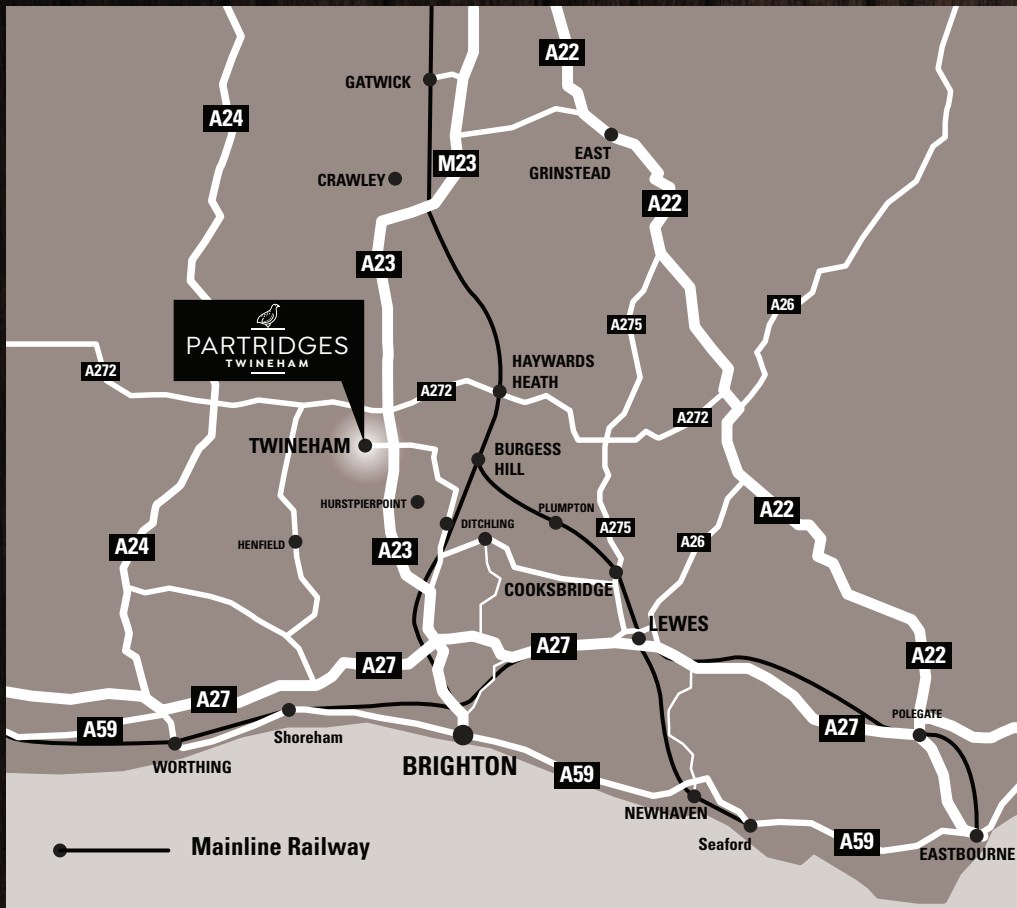 A22
GATWICK
A24
EAST
GRINSTEAD
M23
CRAWLEY
A22
A23
A26
PARTRIDGES
TWINEHAM
A275
HAYWARDS
HEATH
A272
A272
A272
TWINEHAM
BURGESS
HILL
HURSTPIERPOINT
PLUMPTON
A22
DITCHLING
A275
HENFIELD
A24
A23
A26
COOKSBRIDGE
LEWES
A27
A27
A22
A27
A59
POLEGATE
A27
Shoreham
WORTHING
BRIGHTON
A59
NEWHAVEN
Seaford
A59
EASTBOURNE
Mainline Railway